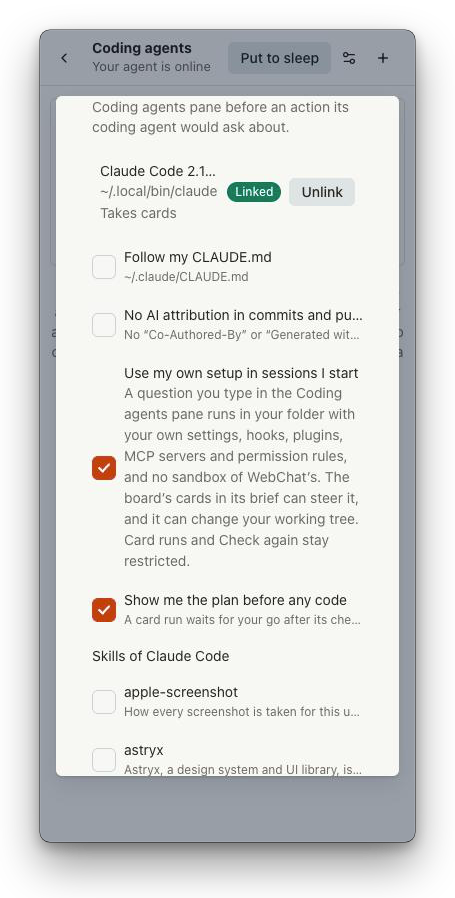 Coding agents
Your agent is online
Put to sleep
Coding agents pane before an action its
coding agent would ask about.
Claude Code 2.1...
~/.local/bin/claude
Takes cards
Linked
Unlink
Follow my CLAUDE.md
~/.claude/CLAUDE.md
No AI attribution in commits and pu...
No “Co-Authored-By” or “Generated wit...
Use my own setup in sessions I start
A question you type in the Coding
agents pane runs in your folder with
your own settings, hooks, plugins,
MCP servers and permission rules,
and no sandbox of WebChat’s. The
board’s cards in its brief can steer it,
and it can change your working tree.
Card runs and Check again stay
restricted.
Show me the plan before any code
A card run waits for your go after its che...
Skills of Claude Code
apple-screenshot
How every screenshot is taken for this u...
astryx
Astryx, a design system and UI library, is...